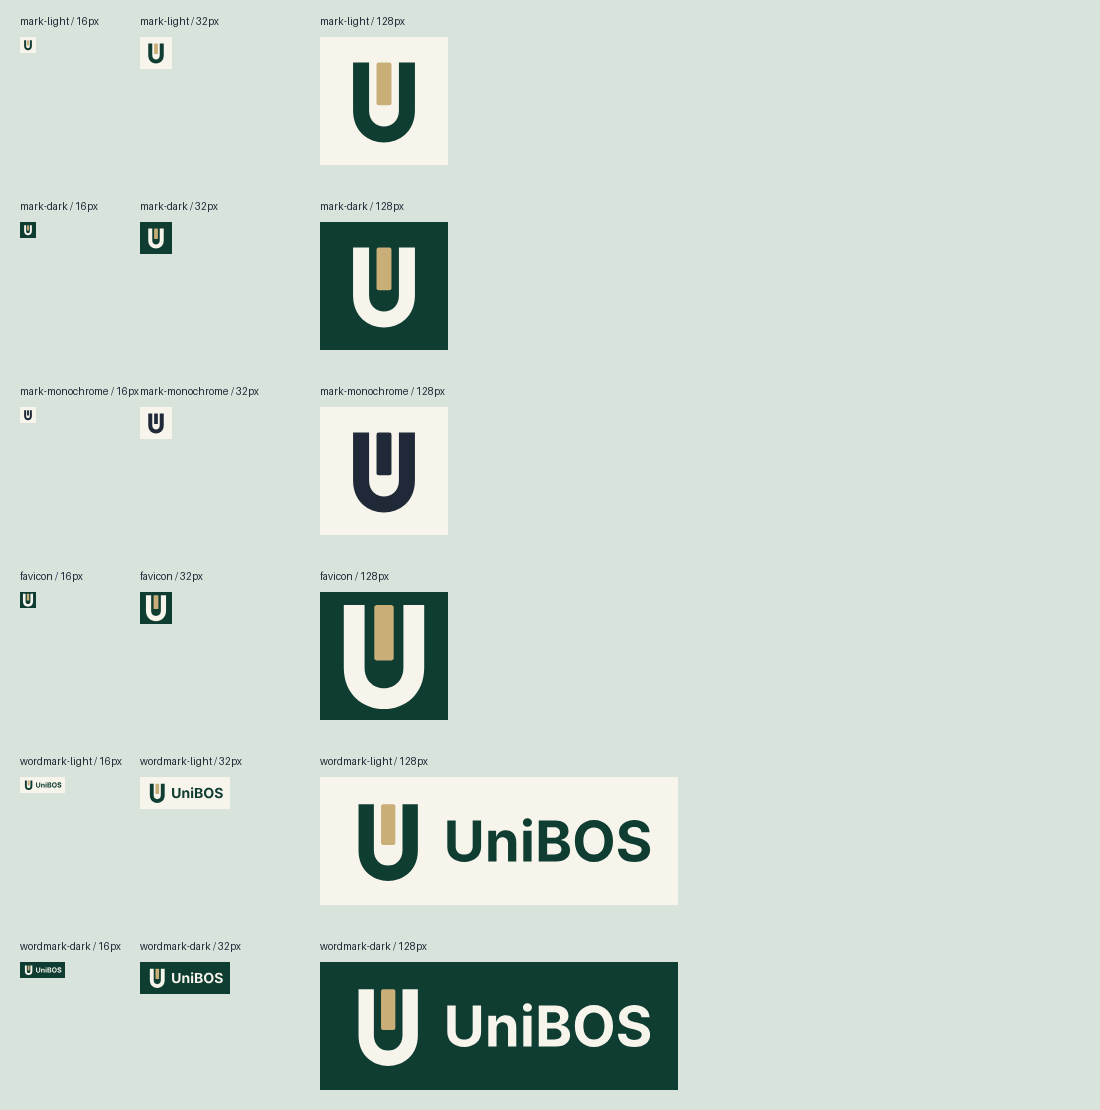 mark-light / 16px mark-light / 32px mark-light / 128px
mark-dark / 16px mark-dark / 32px mark-dark / 128px
mark-monochrome / 16px mark-monochrome / 32px mark-monochrome / 128px
favicon / 16px favicon / 32px favicon / 128px
wordmark-light / 16px wordmark-light / 32px wordmark-light / 128px
UniBOS UniBOS UniBOS
wordmark-dark / 16px wordmark-dark / 32px wordmark-dark / 128px
UniBOS UniBOS UniBOS